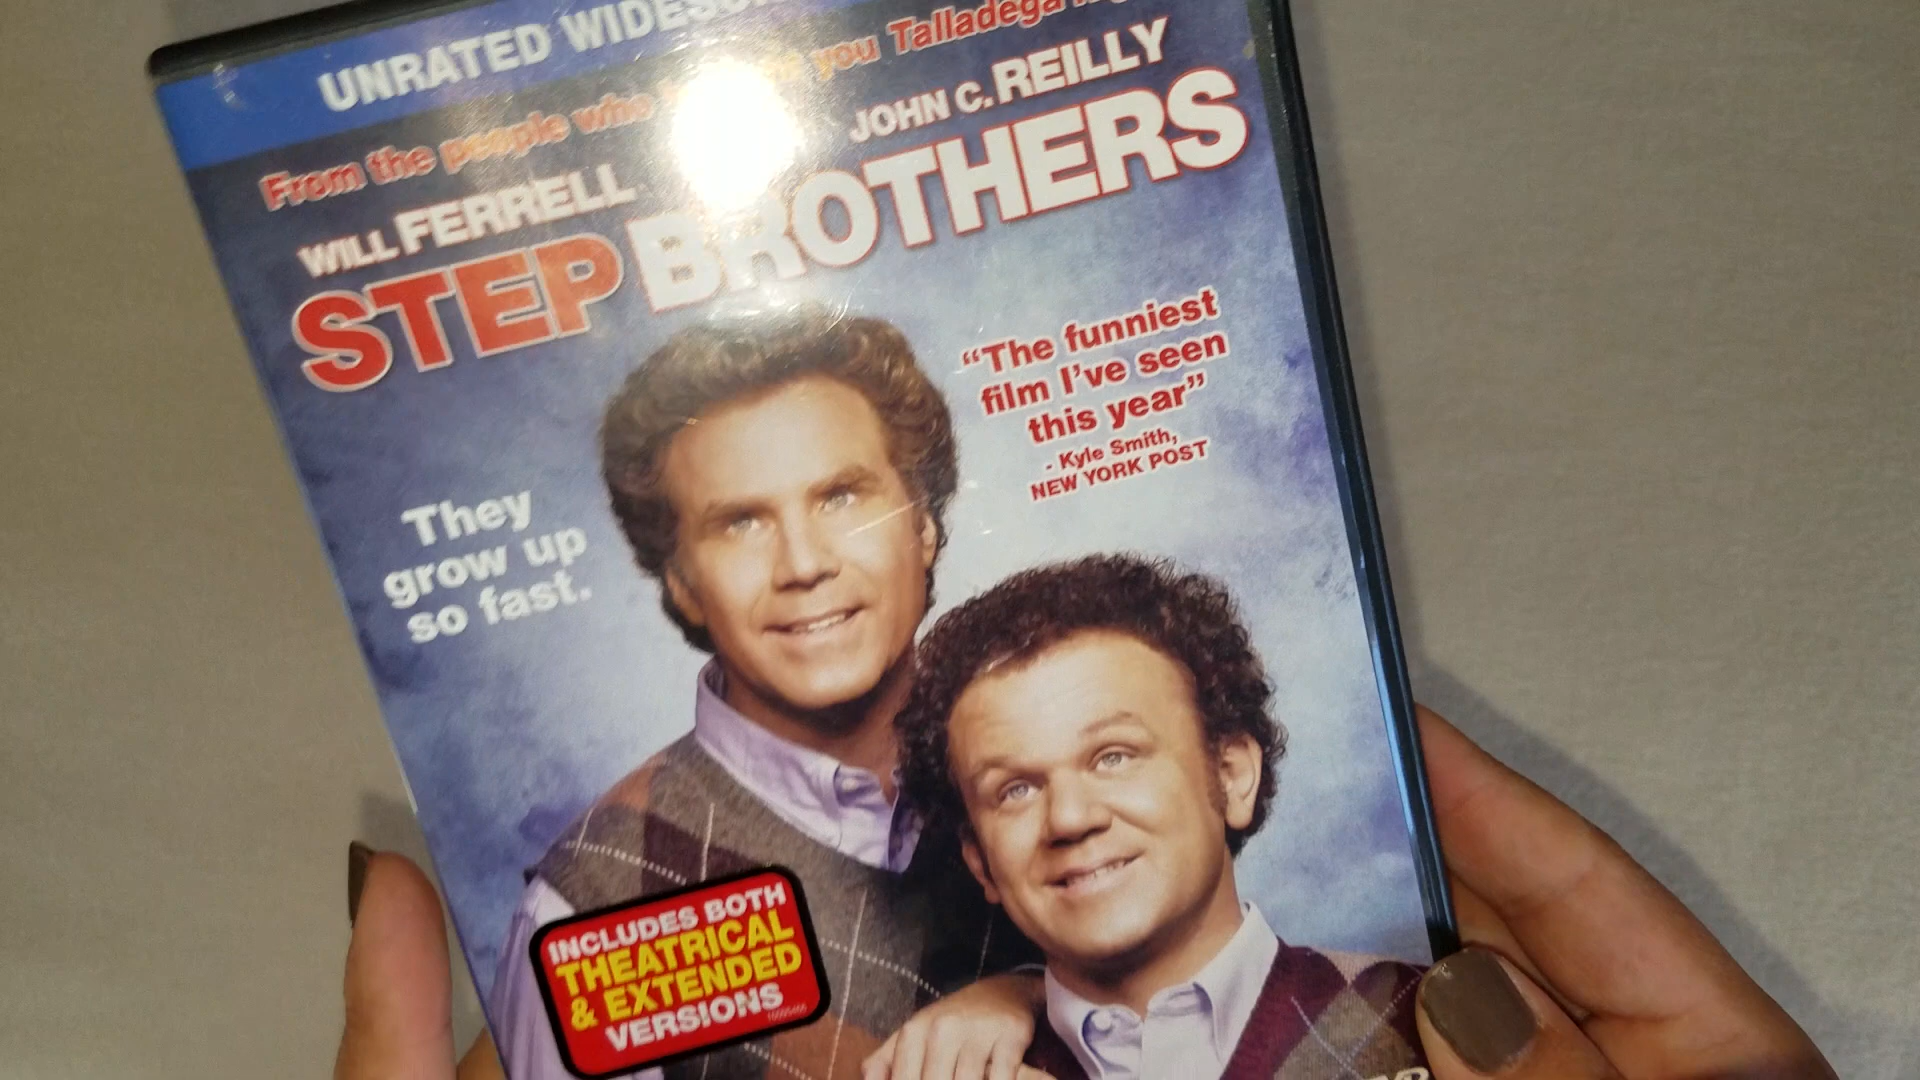 UNRATED
From the people who you Talladega
WILL FERRELL JOHN C. REILLY
STEP BROTHERS
"The funniest
film I've seen
this year"
- Kyle Smith,
NEW YORK POST
They
grow up
so fast.
INCLUDES BOTH
THEATRICAL
& EXTENDED
VERSIONS